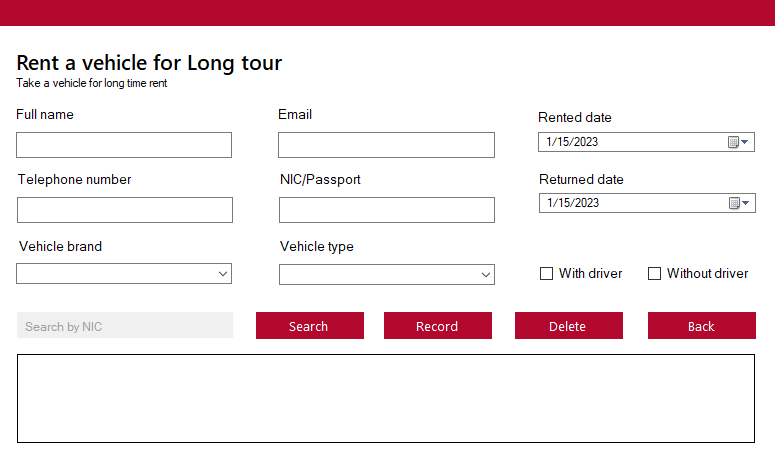 Rent a vehicle for Long tour
Take a vehicle for long time rent
Full name
Email
Rented date
1/15/2023
Telephone number
NIC/Passport
Returned date
1/15/2023
Vehicle brand
Vehicle type
With driver
Without driver
Search by NIC
Search
Record
Delete
Back